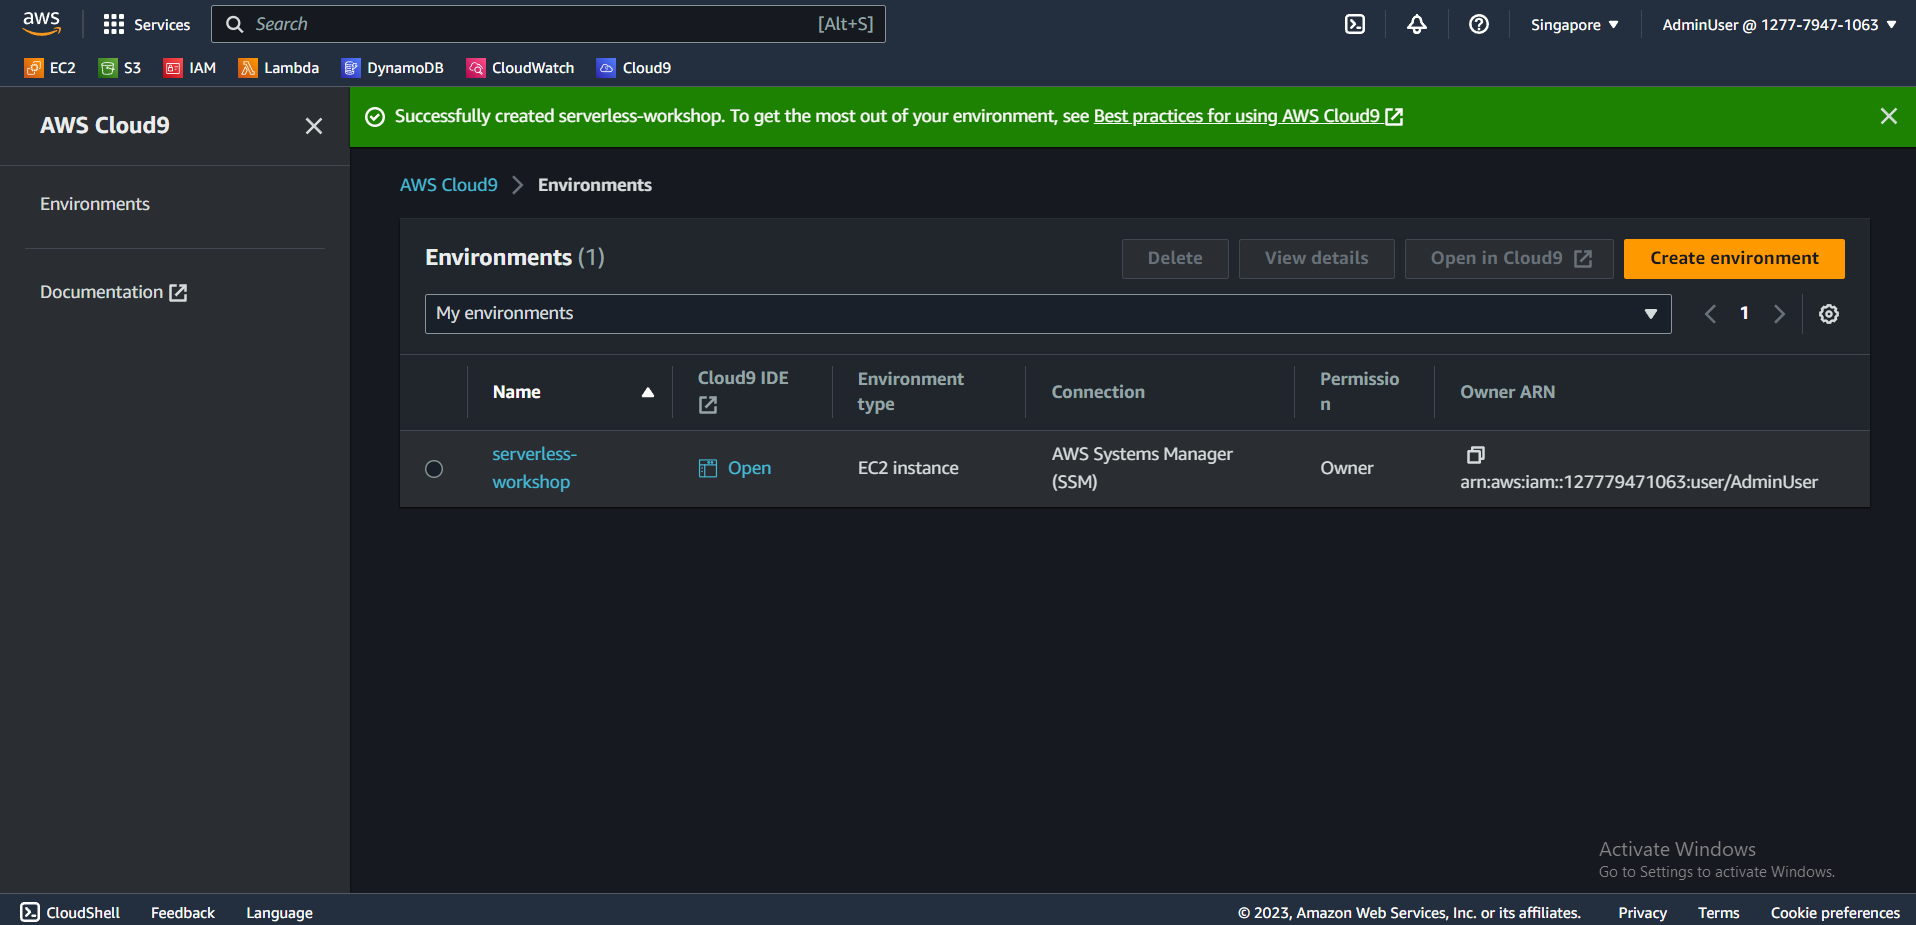 aws
Services
Search
[Alt+S]
Singapore
AdminUser @ 1277-7947-1063
EC2
S3
IAM
Lambda
DynamoDB
CloudWatch
Cloud9
AWS Cloud9
Environments
Documentation
Successfully created serverless-workshop. To get the most out of your environment, see Best practices for using AWS Cloud9
AWS Cloud9
Environments
Environments (1)
Delete
View details
Open in Cloud9
Create environment
My environments
1
Name
Cloud9 IDE
Environment
type
Connection
Permissio
n
Owner ARN
serverless-
workshop
Open
EC2 instance
AWS Systems Manager
(SSM)
Owner
arn:aws:iam::127779471063:user/AdminUser
Activate Windows
Go to Settings to activate Windows.
CloudShell
Feedback
Language
© 2023, Amazon Web Services, Inc. or its affiliates.
Privacy
Terms
Cookie preferences